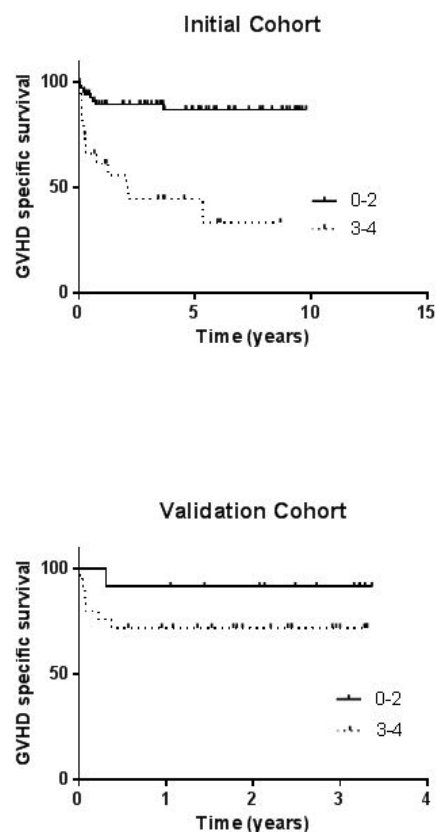 Initial Cohort
GVHD specific survival
100
50
0
0-2
3-4
0 5 10 15
Time (years)
Validation Cohort
GVHD specific survival
100
50
0
0-2
3-4
0 1 2 3 4
Time (years)